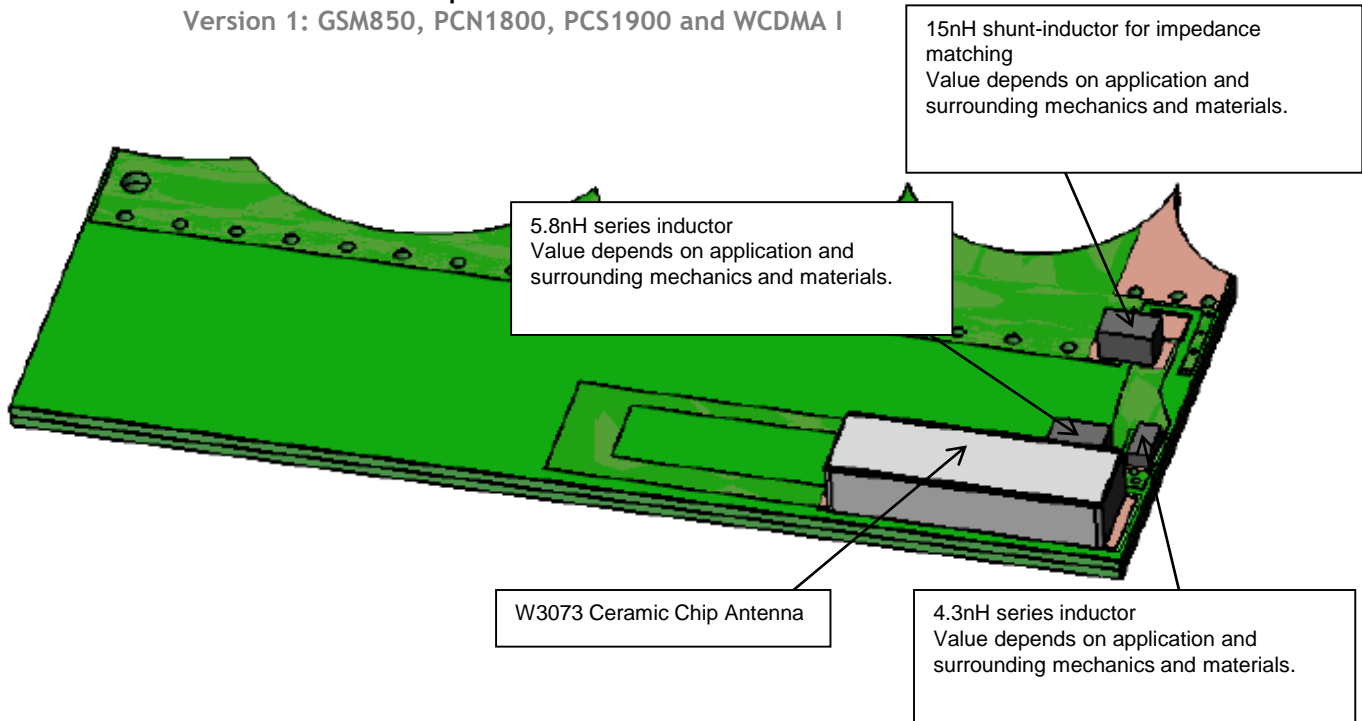 Version 1: GSM850, PCN1800, PCS1900 and WCDMA I
15nH shunt-inductor for impedance
matching
Value depends on application and
surrounding mechanics and materials.
5.8nH series inductor
Value depends on application and
surrounding mechanics and materials.
W3073 Ceramic Chip Antenna
4.3nH series inductor
Value depends on application and
surrounding mechanics and materials.